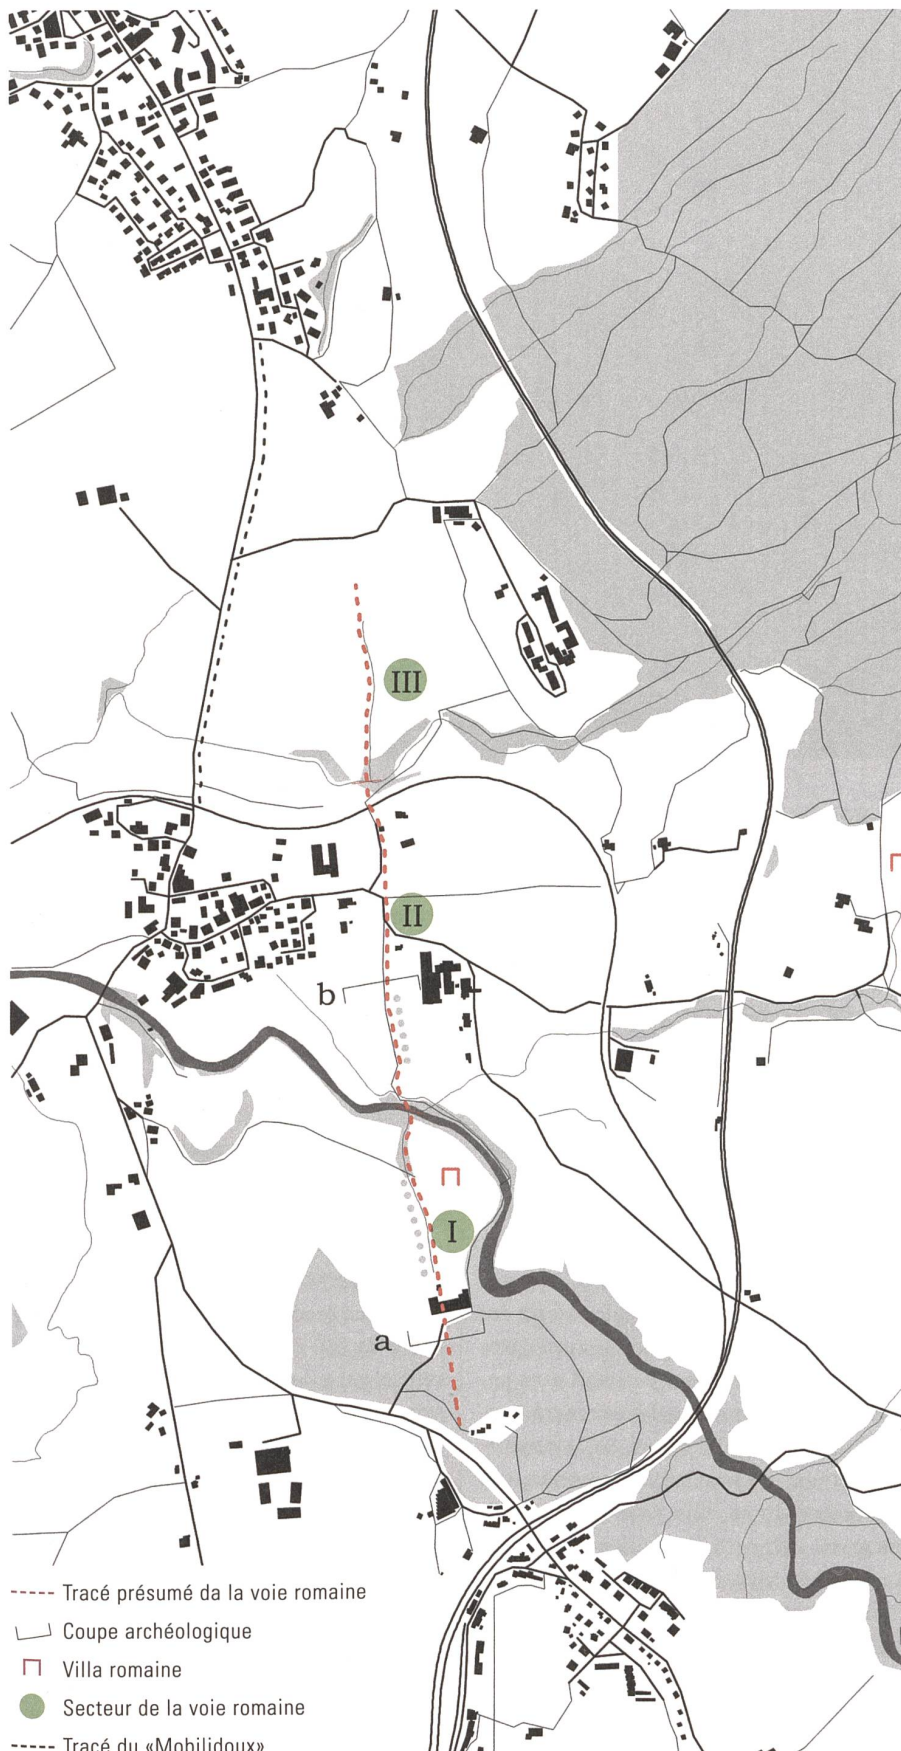 III
II
b
I
a
Tracé présumé da la voie romaine
Coupe archéologique
Villa romaine
Secteur de la voie romaine
Tracé du «Mobilidoux»